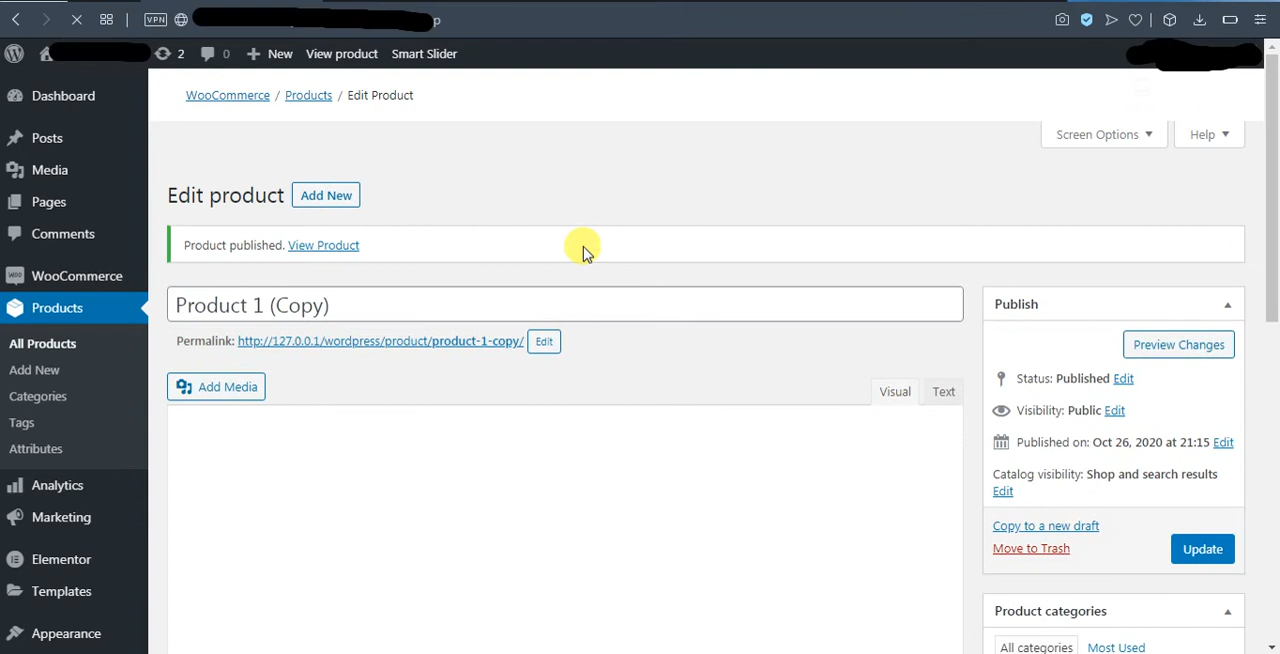 VPN
p
2 0 New View product Smart Slider
Dashboard
Posts
Media
Pages
Comments
WooCommerce
Products
All Products
Add New
Categories
Tags
Attributes
Analytics
Marketing
Elementor
Templates
Appearance
WooCommerce / Products / Edit Product
Screen Options Help
Edit product Add New
Product published. View Product
Product 1 (Copy)
Permalink: http://127.0.0.1/wordpress/product/product-1-copy/ Edit
Add Media
Visual Text
Publish
Preview Changes
Status: Published Edit
Visibility: Public Edit
Published on: Oct 26, 2020 at 21:15 Edit
Catalog visibility: Shop and search results
Edit
Copy to a new draft
Move to Trash
Update
Product categories
All categories Most Used